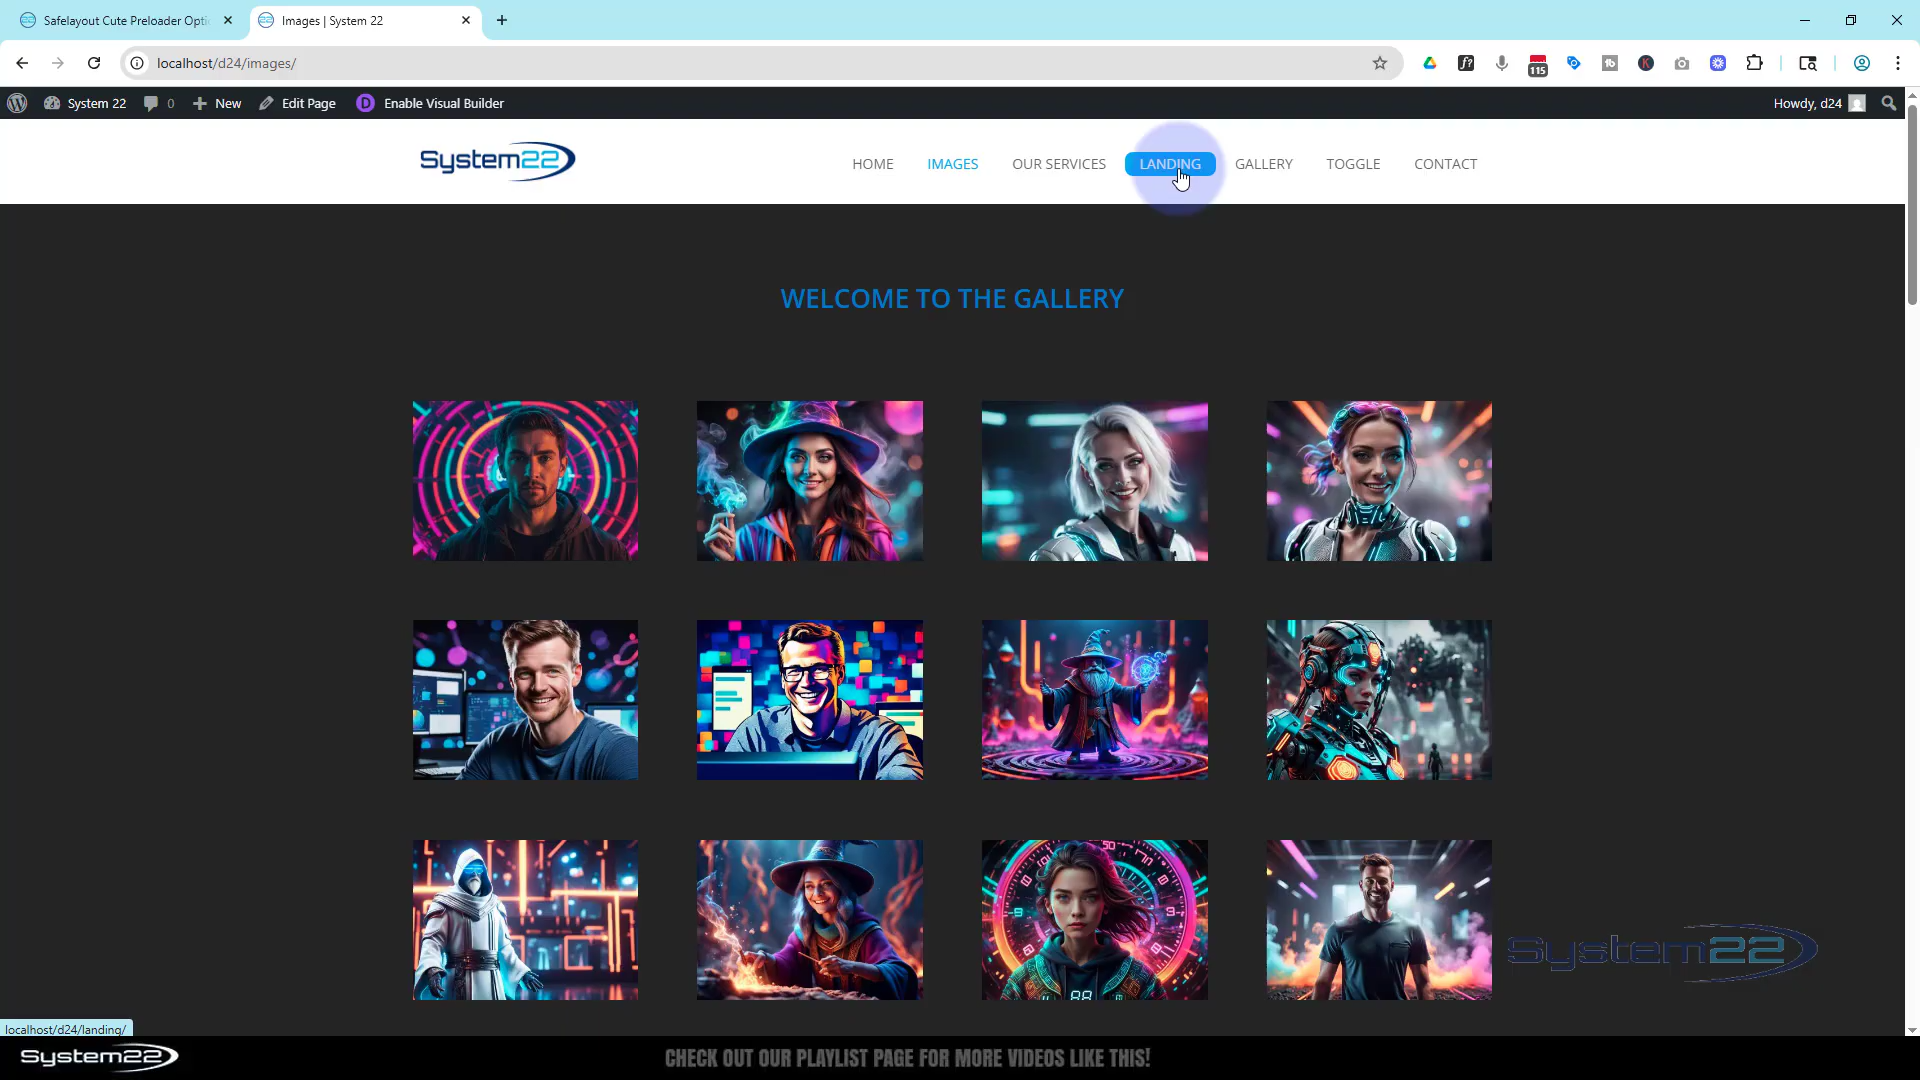 Safelayout Cute Preloader Opti
Images | System 22
localhost/d24/images/
115
System 22
0
New
Edit Page
D
Enable Visual Builder
Howdy, d24
System22
HOME
IMAGES
OUR SERVICES
LANDING
GALLERY
TOGGLE
CONTACT
WELCOME TO THE GALLERY
System22
localhost/d24/landing/
System22
CHECK OUT OUR PLAYLIST PAGE FOR MORE VIDEOS LIKE THIS!